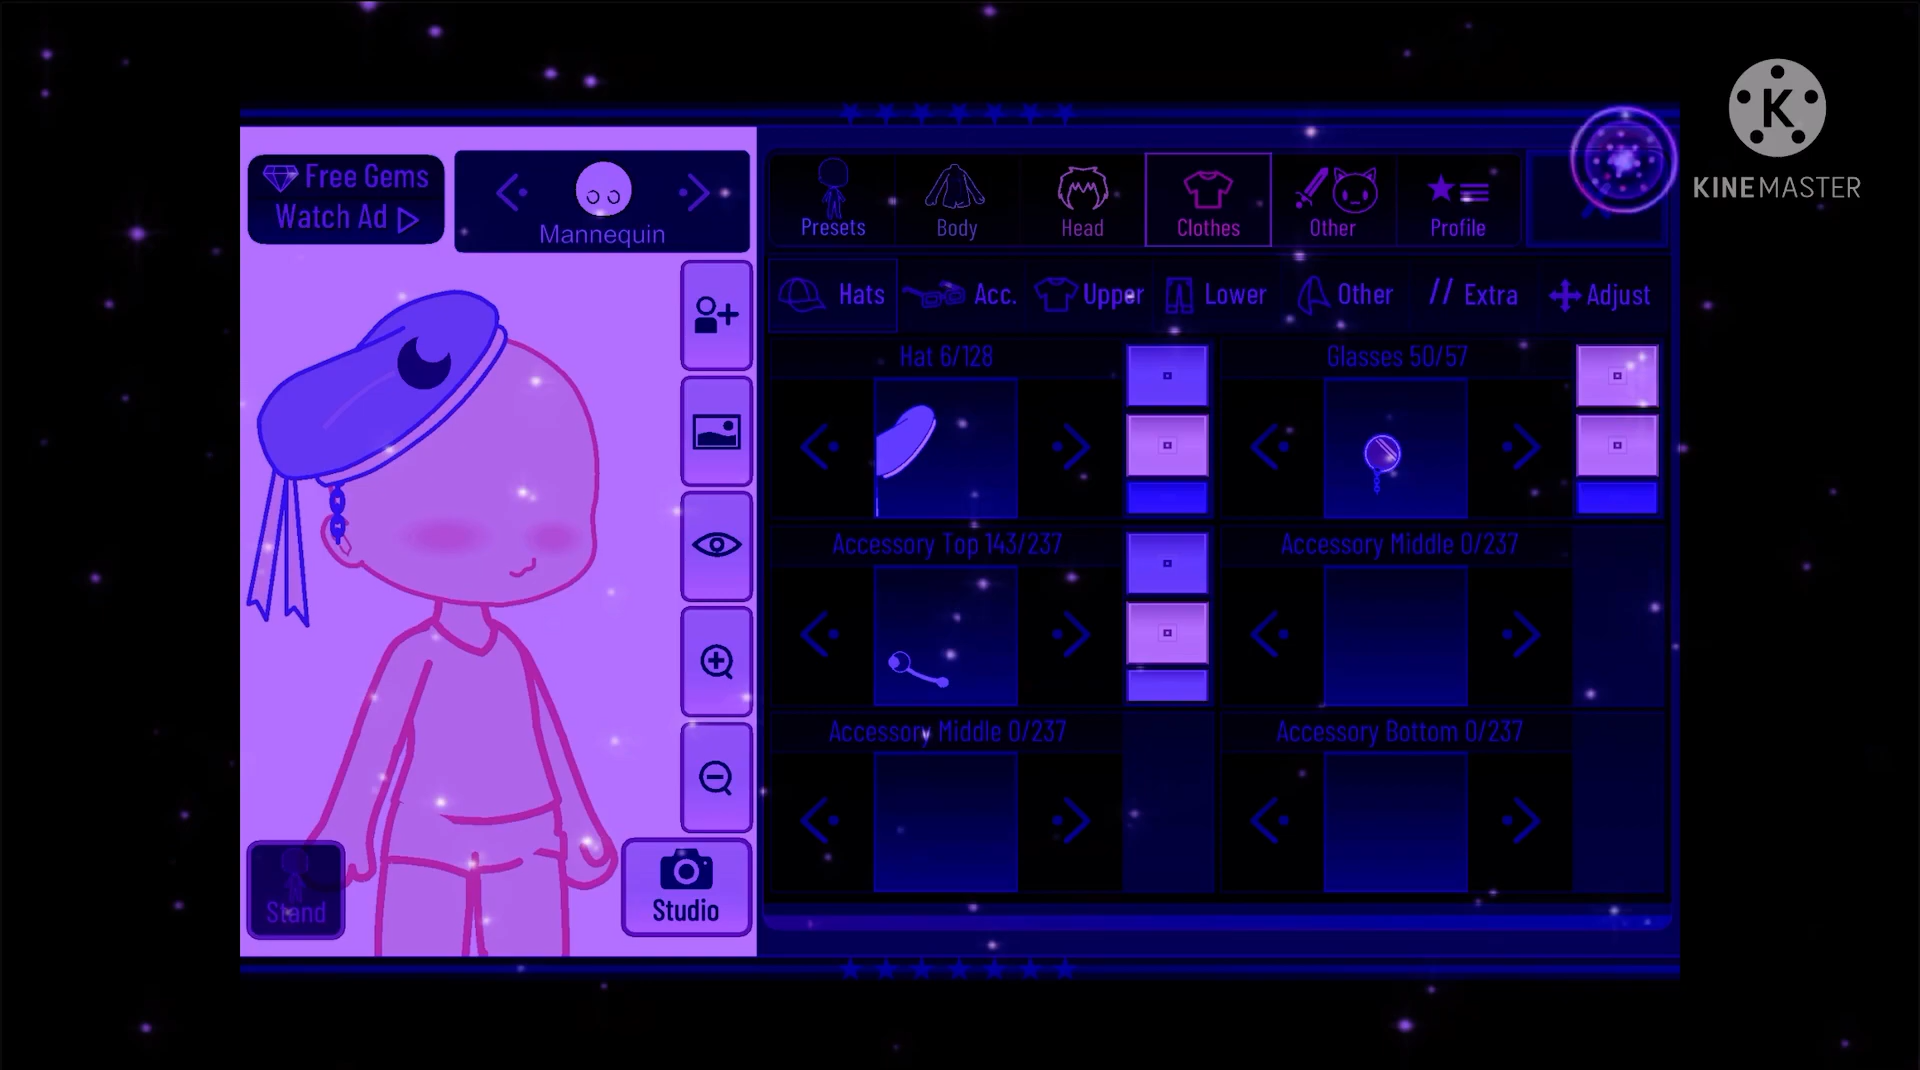 KINEMASTER
Free Gems
Watch Ad
Mannequin
Presets
Body
Head
Clothes
Other
Profile
Hats
Acc.
Upper
Lower
Other
Extra
Adjust
Hat 6/128
Glasses 50/57
Accessory Top 143/237
Accessory Middle 0/237
Accessory Middle 0/237
Accessory Bottom 0/237
Stand
Studio